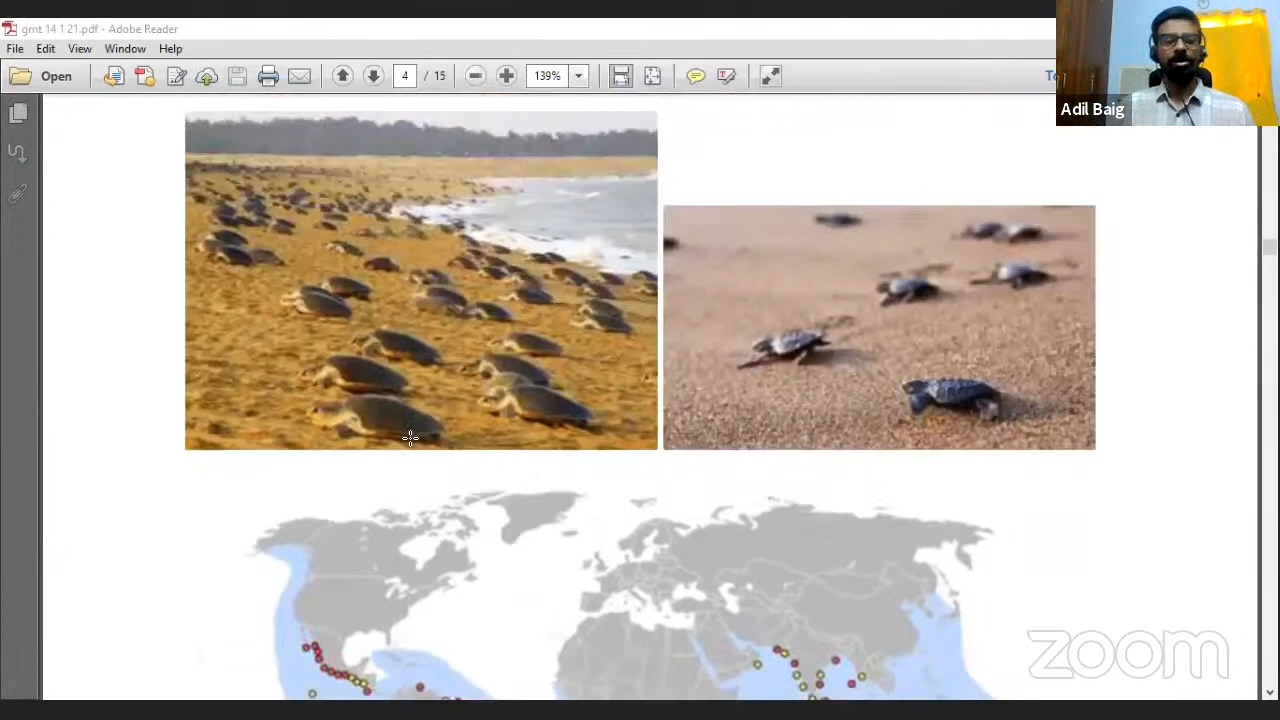 gmt 14 1 21.pdf - Adobe Reader
File Edit View Window Help
Open 4 / 15 139%
Adil Baig
zoom